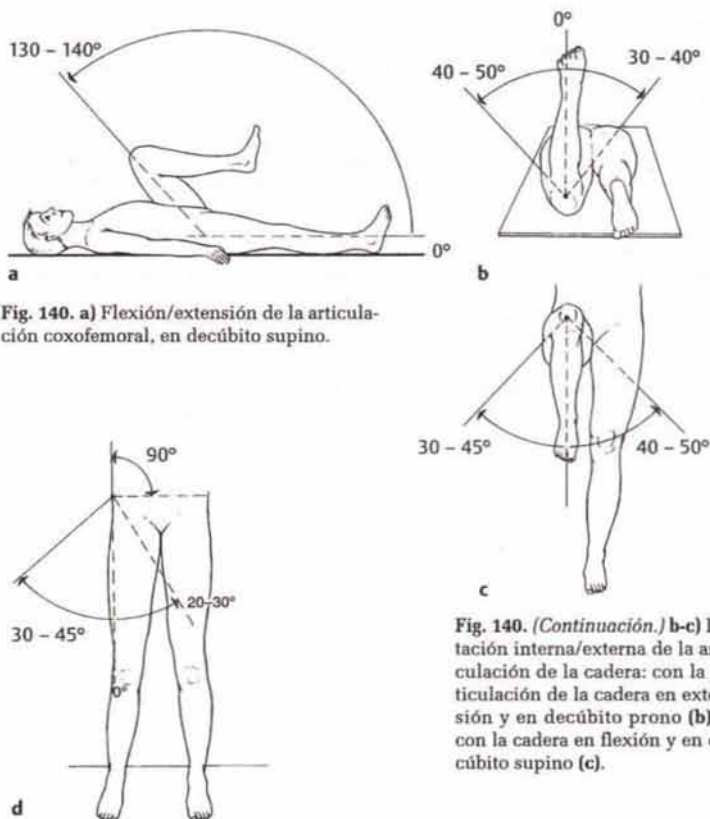 130 – 140°
0°
a
Fig. 140. a) Flexión/extensión de la articula-
ción coxofemoral, en decúbito supino.
0°
40 – 50°
30 – 40°
b
30 – 45°
40 – 50°
c
90°
20–30°
30 – 45°
0°
d
Fig. 140. (Continuación.) b-c)
tación interna/externa de la
culación de la cadera: con la
ticulación de la cadera en
sión y en decúbito prono (b)
con la cadera en flexión y en
cúbito supino (c).